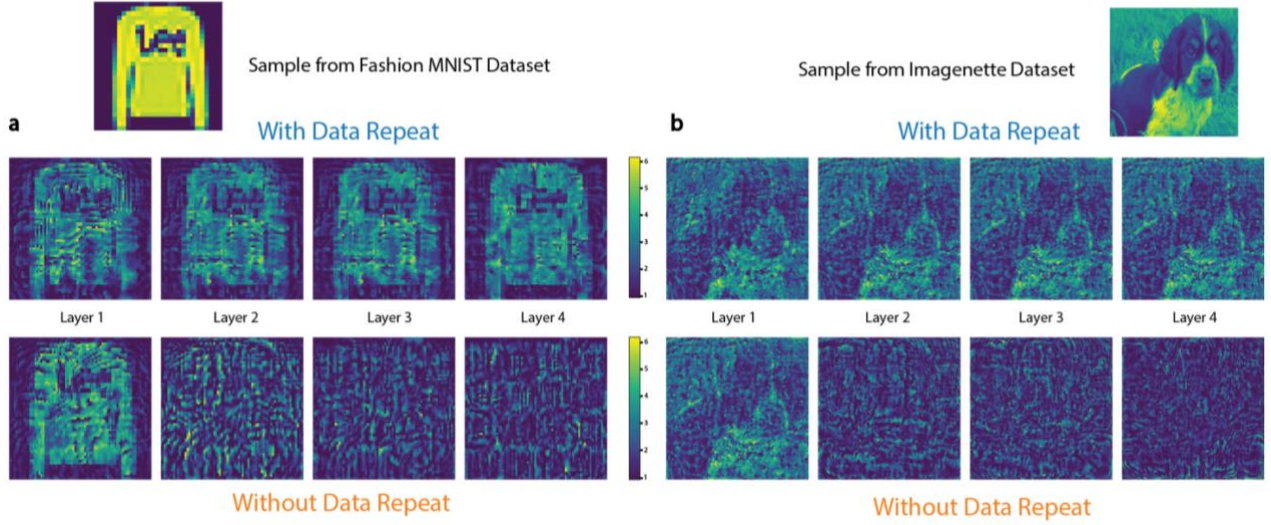 Lee
Sample from Fashion MNIST Dataset
Sample from Imagenette Dataset
a
With Data Repeat
b
With Data Repeat
6
5
4
3
2
1
Layer 1
Layer 2
Layer 3
Layer 4
Layer 1
Layer 2
Layer 3
Layer 4
6
5
4
3
2
1
Without Data Repeat
Without Data Repeat